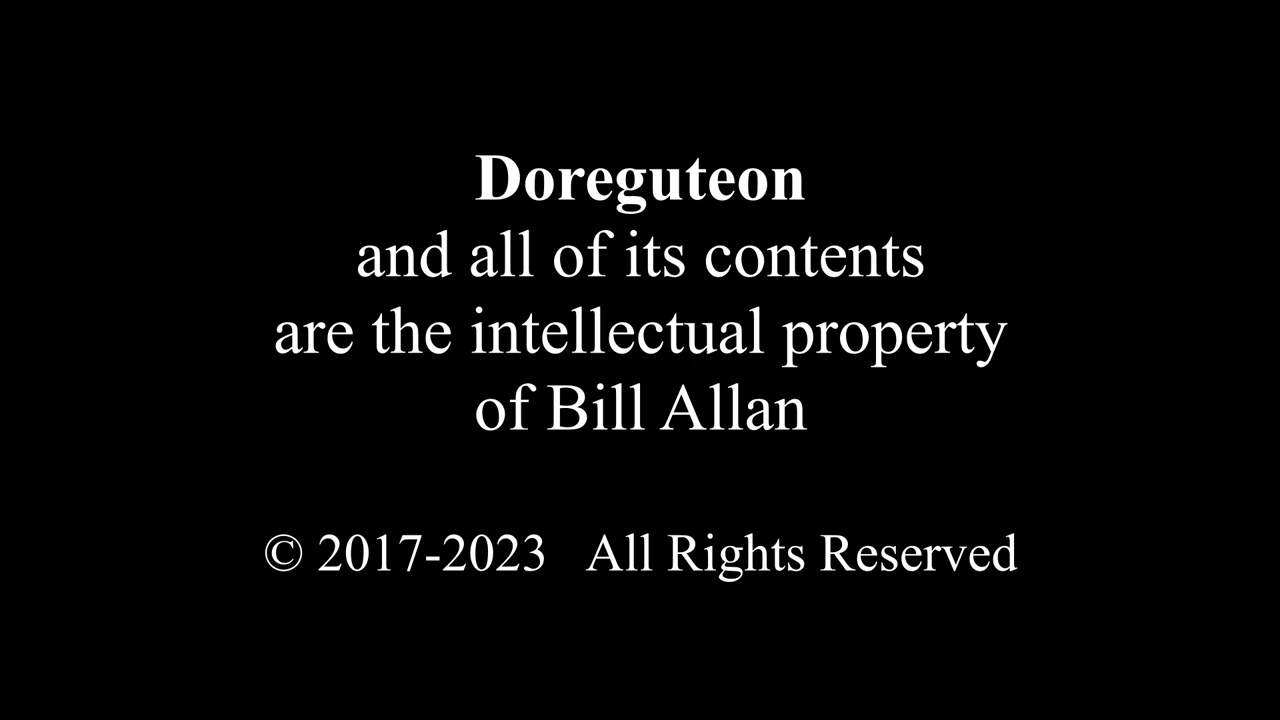 Doreguteon
and all of its contents
are the intellectual property
of Bill Allan
© 2017-2023   All Rights Reserved